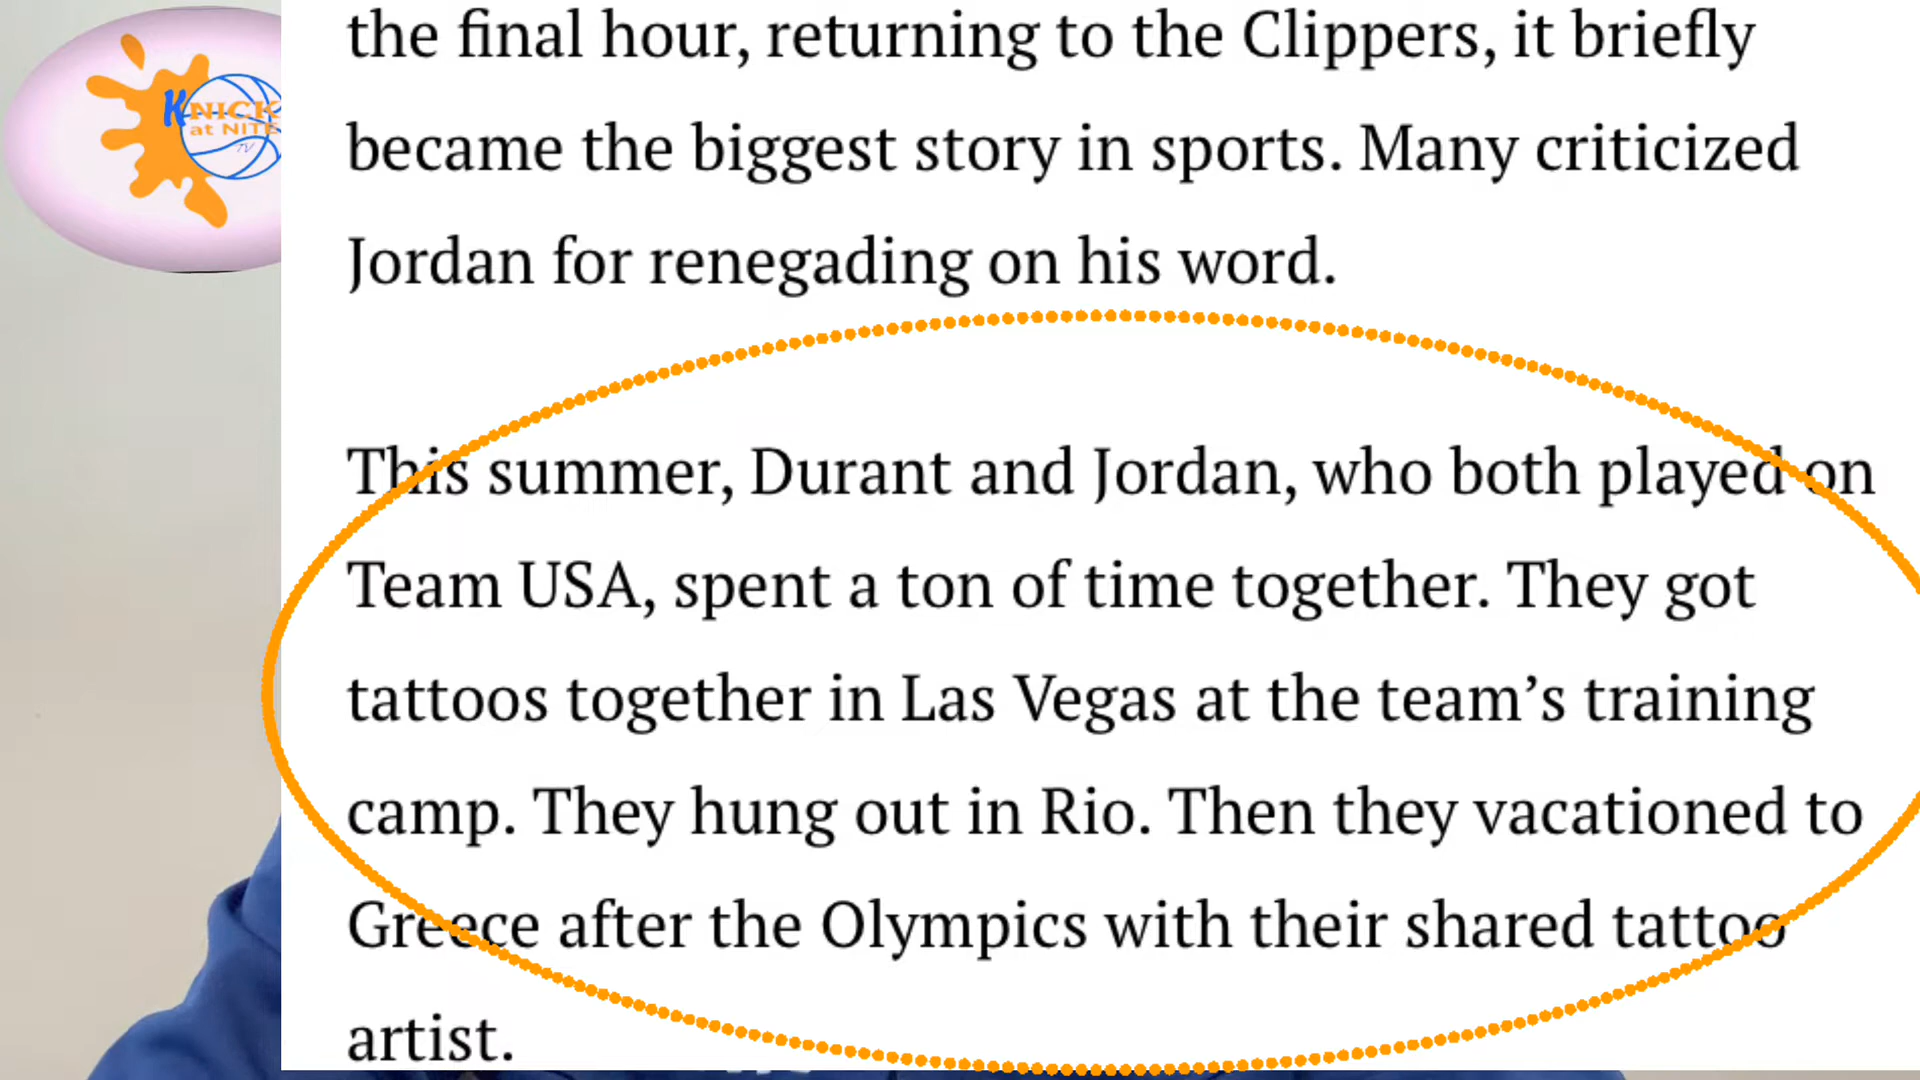 KNICK
at NITE
TV
the final hour, returning to the Clippers, it briefly
became the biggest story in sports. Many criticized
Jordan for renegading on his word.
This summer, Durant and Jordan, who both played on
Team USA, spent a ton of time together. They got
tattoos together in Las Vegas at the team’s training
camp. They hung out in Rio. Then they vacationed to
Greece after the Olympics with their shared tattoo
artist.